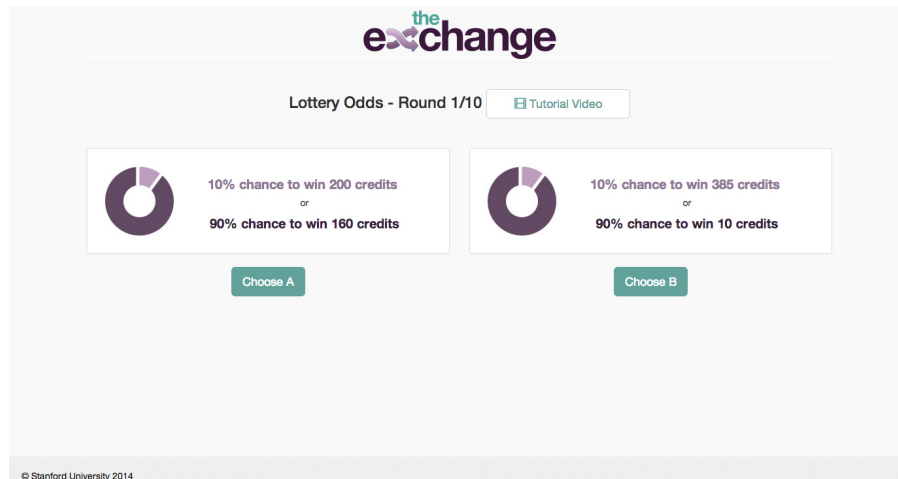 the
exchange
Lottery Odds - Round 1/10
Tutorial Video
10% chance to win 200 credits
or
90% chance to win 160 credits
10% chance to win 385 credits
or
90% chance to win 10 credits
Choose A
Choose B
© Stanford University 2014